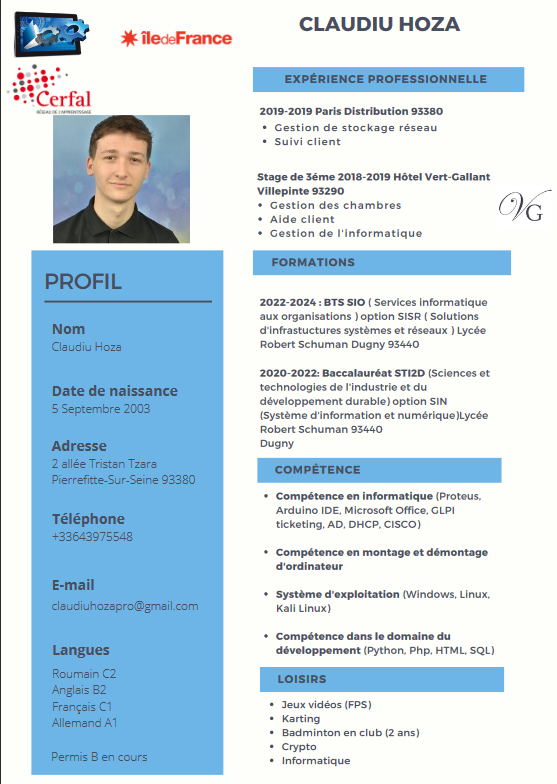 CLAUDIU HOZA
îledeFrance
Cerfal
RÉSEAU DE L'APPRENTISSAGE
EXPÉRIENCE PROFESSIONNELLE
2019-2019 Paris Distribution 93380
Gestion de stockage réseau
Suivi client
Stage de 3éme 2018-2019 Hôtel Vert-Gallant
Villepinte 93290
Gestion des chambres
Aide client
Gestion de l'informatique
VG
FORMATIONS
2022-2024 : BTS SIO ( Services informatique
aux organisations ) option SISR ( Solutions
d'infrastuctures systèmes et réseaux ) Lycée
Robert Schuman Dugny 93440
2020-2022: Baccalauréat STI2D (Sciences et
technologies de l'industrie et du
développement durable) option SIN
(Système d'information et numérique)Lycée
Robert Schuman 93440
Dugny
COMPÉTENCE
Compétence en informatique (Proteus,
Arduino IDE, Microsoft Office, GLPI
ticketing, AD, DHCP, CISCO)
Compétence en montage et démontage
d'ordinateur
Système d'exploitation (Windows, Linux,
Kali Linux)
Compétence dans le domaine du
développement (Python, Php, HTML, SQL)
LOISIRS
Jeux vidéos (FPS)
Karting
Badminton en club (2 ans)
Crypto
Informatique
PROFIL
Nom
Claudiu Hoza
Date de naissance
5 Septembre 2003
Adresse
2 allée Tristan Tzara
Pierrefitte-Sur-Seine 93380
Téléphone
+33643975548
E-mail
claudiuhozapro@gmail.com
Langues
Roumain C2
Anglais B2
Français C1
Allemand A1
Permis B en cours